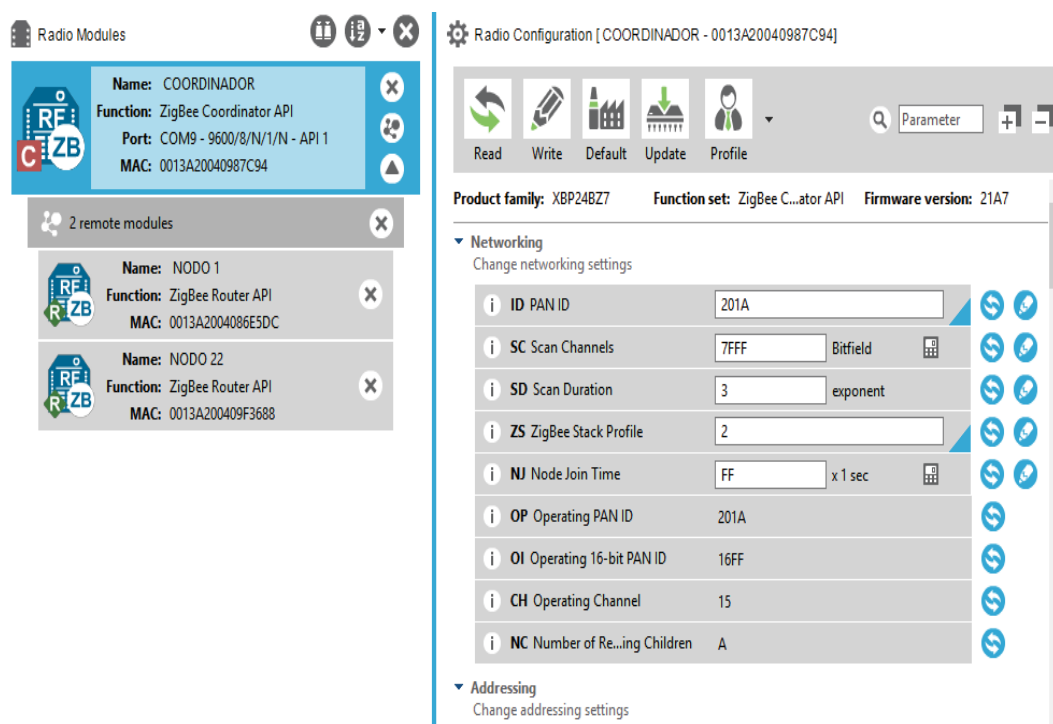 Radio Modules
Name: COORDINADOR
Function: ZigBee Coordinator API
Port: COM9 - 9600/8/N/1/N - API 1
MAC: 0013A20040987C94
RF
C ZB
2 remote modules
Name: NODO 1
Function: ZigBee Router API
MAC: 0013A2004086E5DC
RF
R ZB
Name: NODO 22
Function: ZigBee Router API
MAC: 0013A200409F3688
RF
R ZB
Radio Configuration [ COORDINADOR - 0013A20040987C94]
Read Write Default Update Profile
Parameter
Product family: XBP24BZ7 Function set: ZigBee C...ator API Firmware version: 21A7
Networking
Change networking settings
i ID PAN ID 201A
i SC Scan Channels 7FFF Bitfield
i SD Scan Duration 3 exponent
i ZS ZigBee Stack Profile 2
i NJ Node Join Time FF x 1 sec
i OP Operating PAN ID 201A
i OI Operating 16-bit PAN ID 16FF
i CH Operating Channel 15
i NC Number of Re...ing Children A
Addressing
Change addressing settings